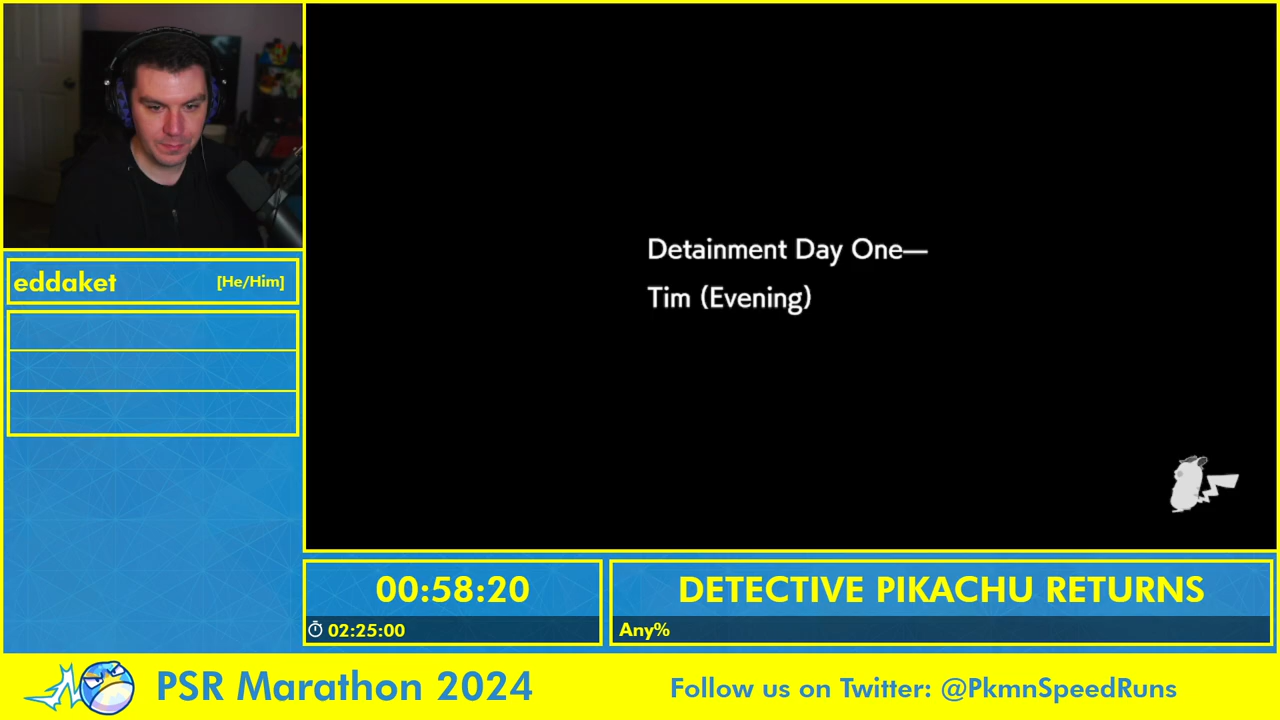 eddaket
[He/Him]
Detainment Day One—
Tim (Evening)
00:58:20
02:25:00
DETECTIVE PIKACHU RETURNS
Any%
PSR Marathon 2024
Follow us on Twitter: @PkmnSpeedRuns